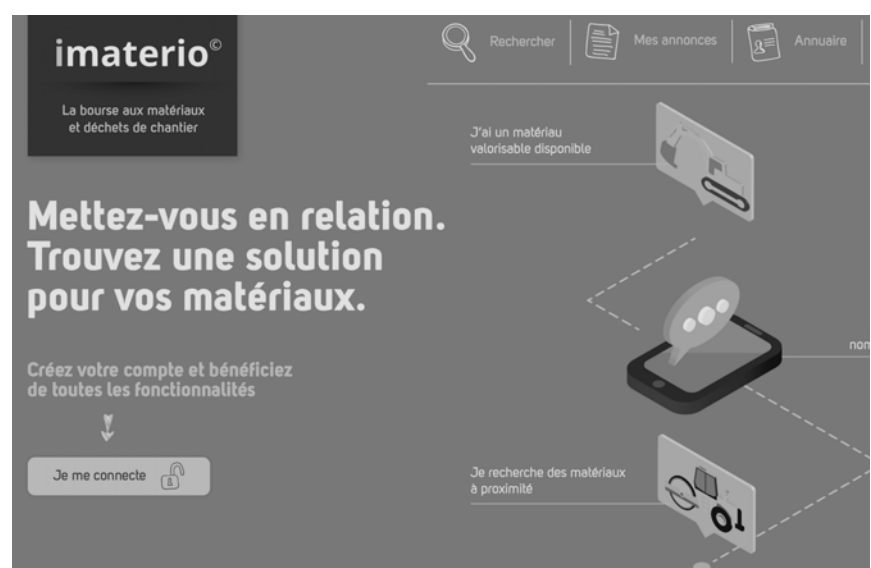 imaterio©
La bourse aux matériaux
et déchets de chantier
Rechercher
Mes annonces
Annuaire
J'ai un matériau
valorisable disponible
Mettez-vous en relation.
Trouvez une solution
pour vos matériaux.
nom
Créez votre compte et bénéficiez
de toutes les fonctionnalités
Je me connecte
Je recherche des matériaux
à proximité